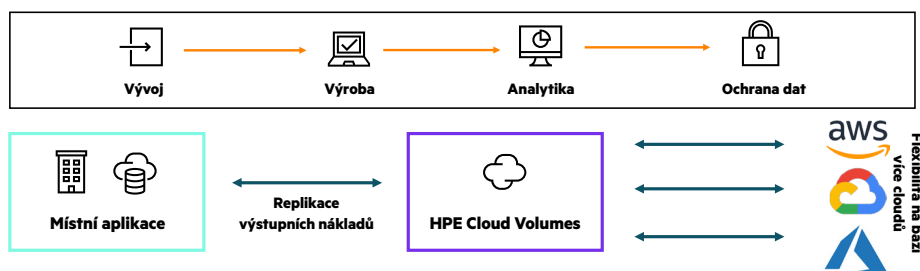 Vývoj
Výroba
Analytika
Ochrana dat
Místní aplikace
Replikace
výstupních nákladů
HPE Cloud Volumes
aws
Flexibilita na bázi
více cloudů